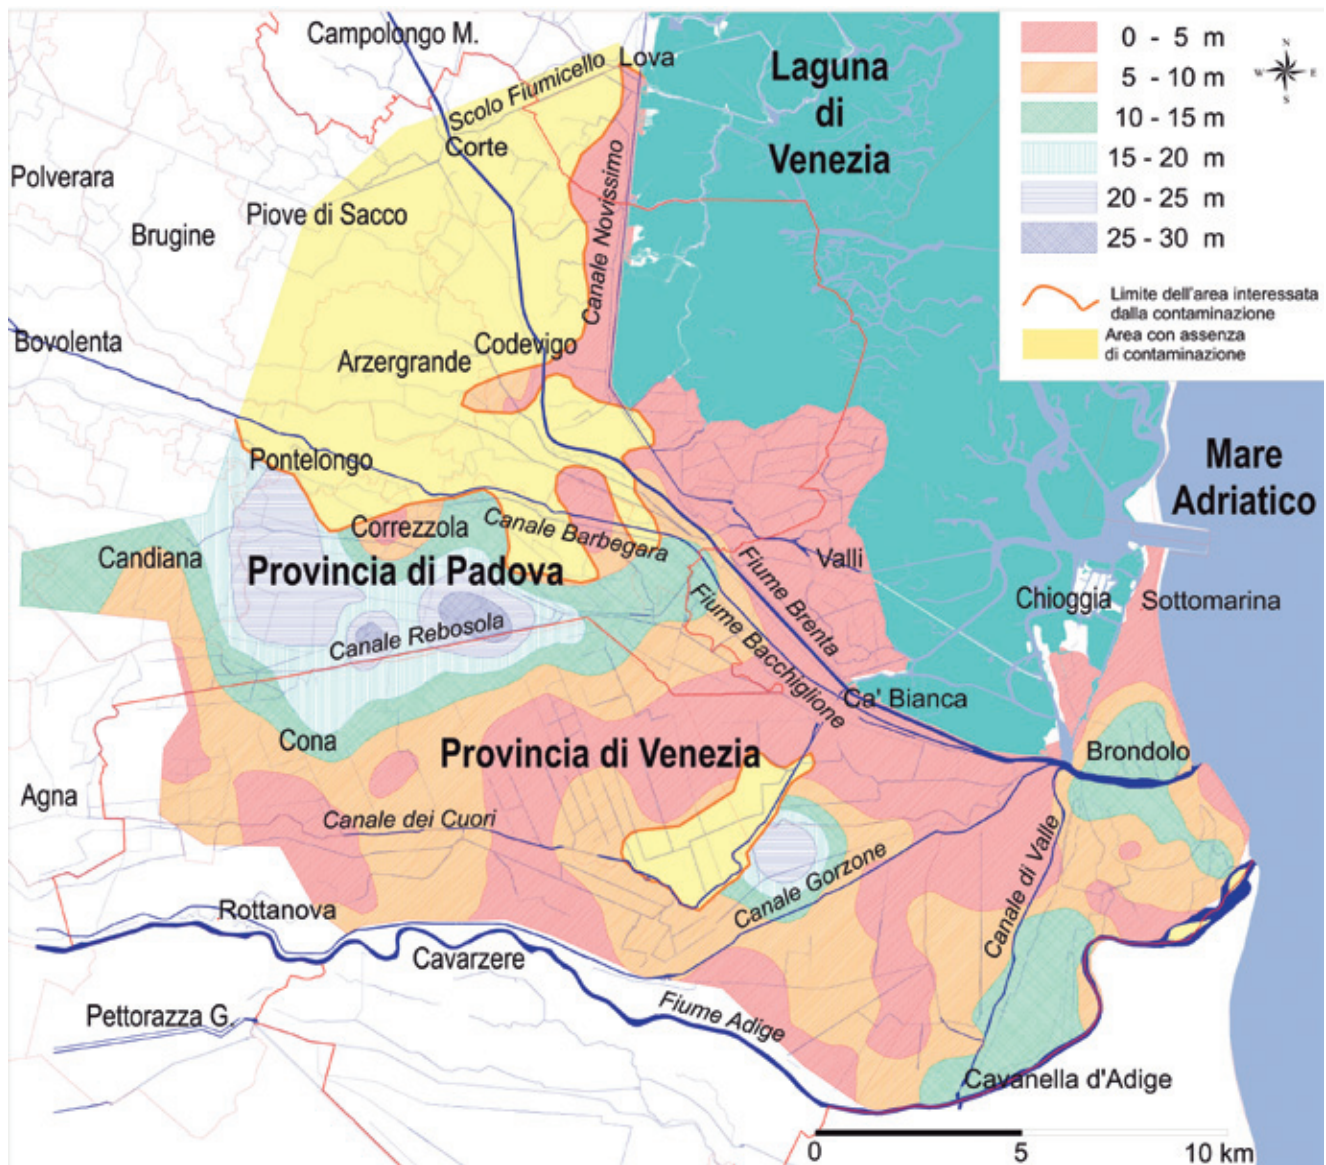 Campolongo M.
Lova
Scolo Fiumicello
Corte
Laguna
di
Venezia
0 - 5 m
5 - 10 m
10 - 15 m
15 - 20 m
20 - 25 m
25 - 30 m
N
W
E
S
Limite dell'area interessata
dalla contaminazione
Area con assenza
di contaminazione
Polverara
Brugine
Piove di Sacco
Canale Novissimo
Bovolenta
Arzergrande
Codevigo
Pontelongo
Correzzola
Canale Barbegara
Candiana
Provincia di Padova
Canale Rebosola
Fiume Brenta
Fiume Bacchiglione
Valli
Mare
Adriatico
Chioggia
Sottomarina
Ca' Bianca
Cona
Provincia di Venezia
Brondolo
Agna
Canale dei Cuori
Canale Gorzone
Canale di Valle
Rottanova
Cavarzere
Pettorazza G.
Fiume Adige
Cavanella d'Adige
0
5
10 km